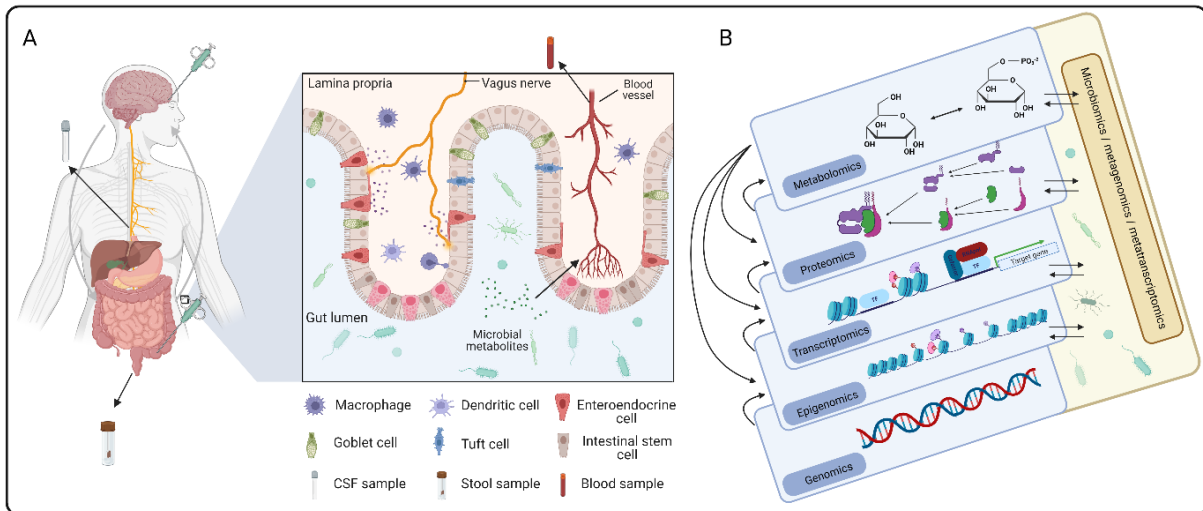 A
Lamina propria
Vagus nerve
Blood
vessel
Gut lumen
Microbial
metabolites
Macrophage
Dendritic cell
Enteroendocrine
cell
Goblet cell
Tuft cell
Intestinal stem
cell
CSF sample
Stool sample
Blood sample
B
OH
O
OH
OH
HO
OH
O—PO₃⁻²
O
OH
OH
HO
OH
Metabolomics
Proteomics
TF
TF
Target gene
Transcriptomics
Epigenomics
Genomics
Microbiomics / metagenomics / metatranscriptomics